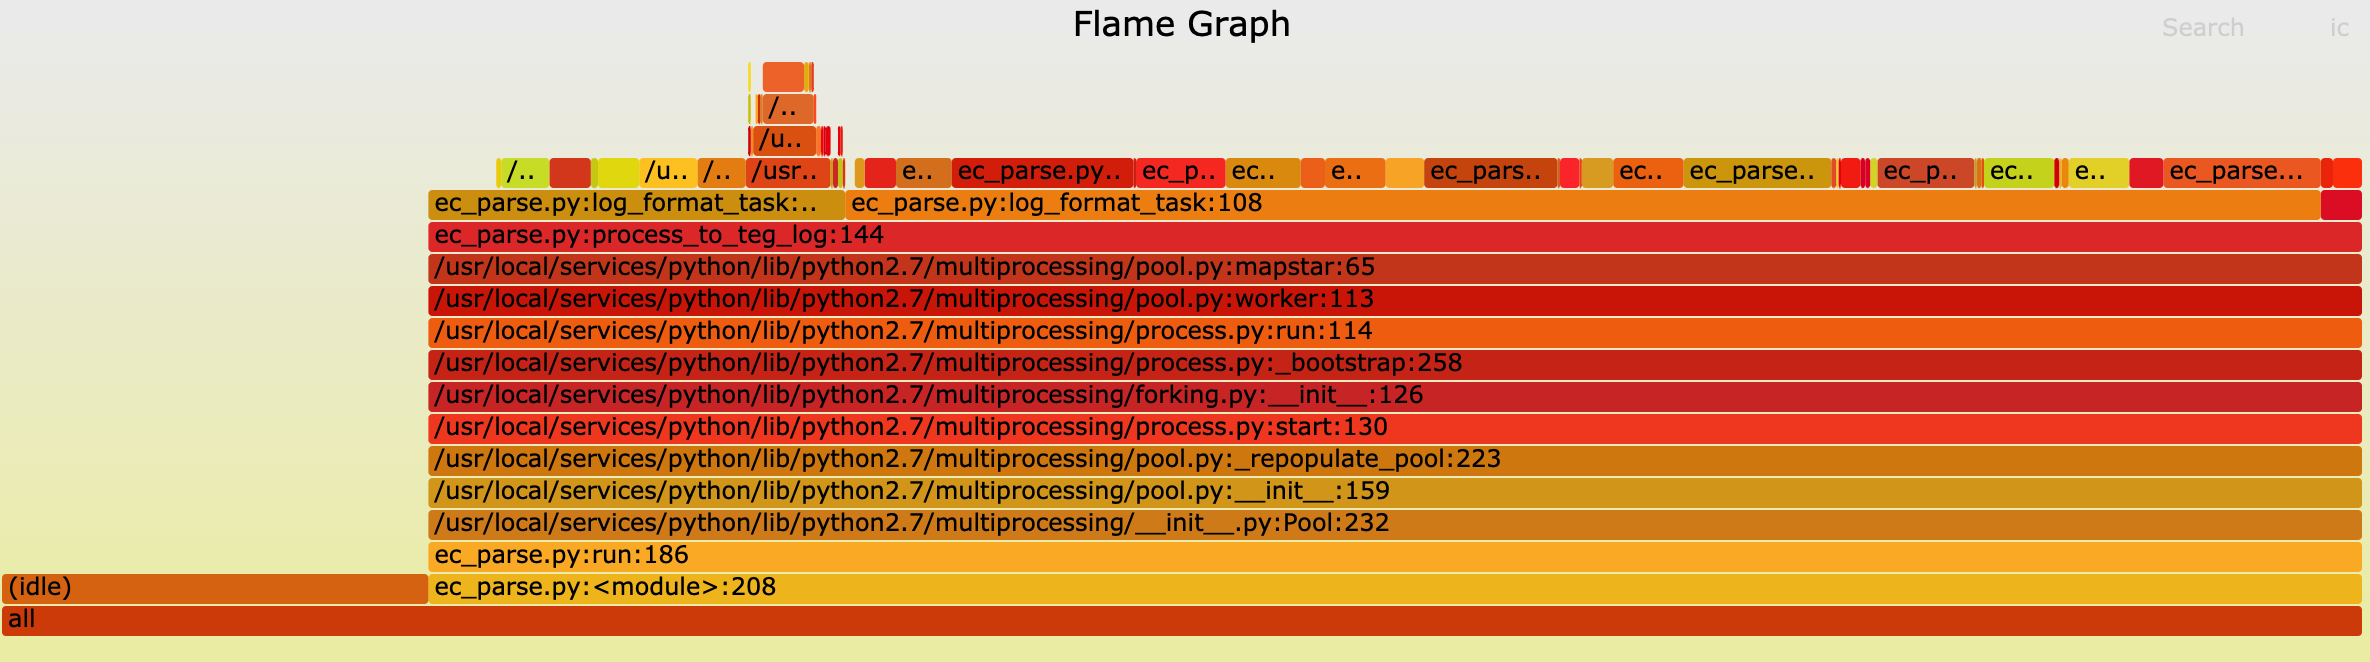 Flame Graph
Search ic
/..
/u..
/.. /u.. /.. /usr.. e.. ec_parse.py.. ec_p.. ec.. e.. ec_pars.. ec.. ec_parse.. ec_p.. ec.. e.. ec_parse...
ec_parse.py:log_format_task:.. ec_parse.py:log_format_task:108
ec_parse.py:process_to_teg_log:144
/usr/local/services/python/lib/python2.7/multiprocessing/pool.py:mapstar:65
/usr/local/services/python/lib/python2.7/multiprocessing/pool.py:worker:113
/usr/local/services/python/lib/python2.7/multiprocessing/process.py:run:114
/usr/local/services/python/lib/python2.7/multiprocessing/process.py:_bootstrap:258
/usr/local/services/python/lib/python2.7/multiprocessing/forking.py:__init__:126
/usr/local/services/python/lib/python2.7/multiprocessing/process.py:start:130
/usr/local/services/python/lib/python2.7/multiprocessing/pool.py:_repopulate_pool:223
/usr/local/services/python/lib/python2.7/multiprocessing/pool.py:__init__:159
/usr/local/services/python/lib/python2.7/multiprocessing/__init__.py:Pool:232
ec_parse.py:run:186
(idle) ec_parse.py:<module>:208
all